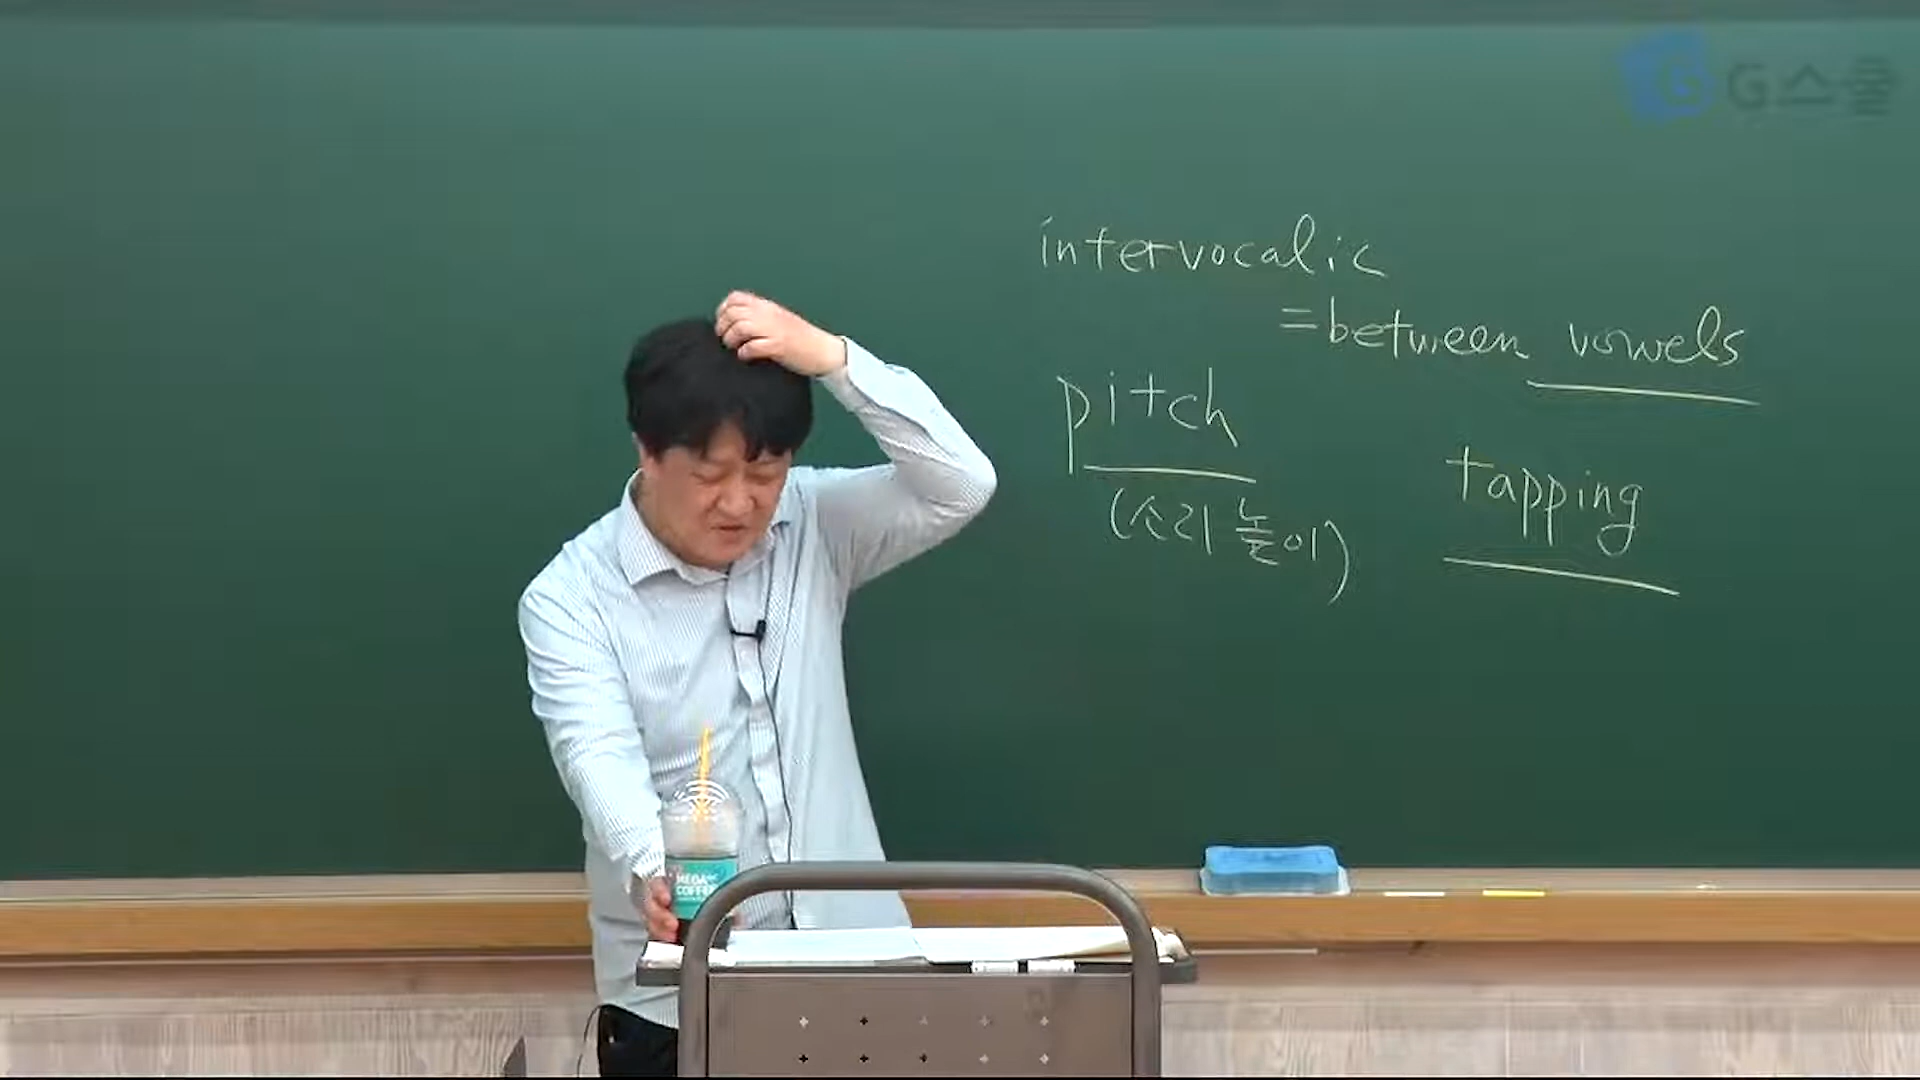 G스쿨
intervocalic
=between vowels
pitch
(소리 높이)
tapping
MEGA
COFFEE